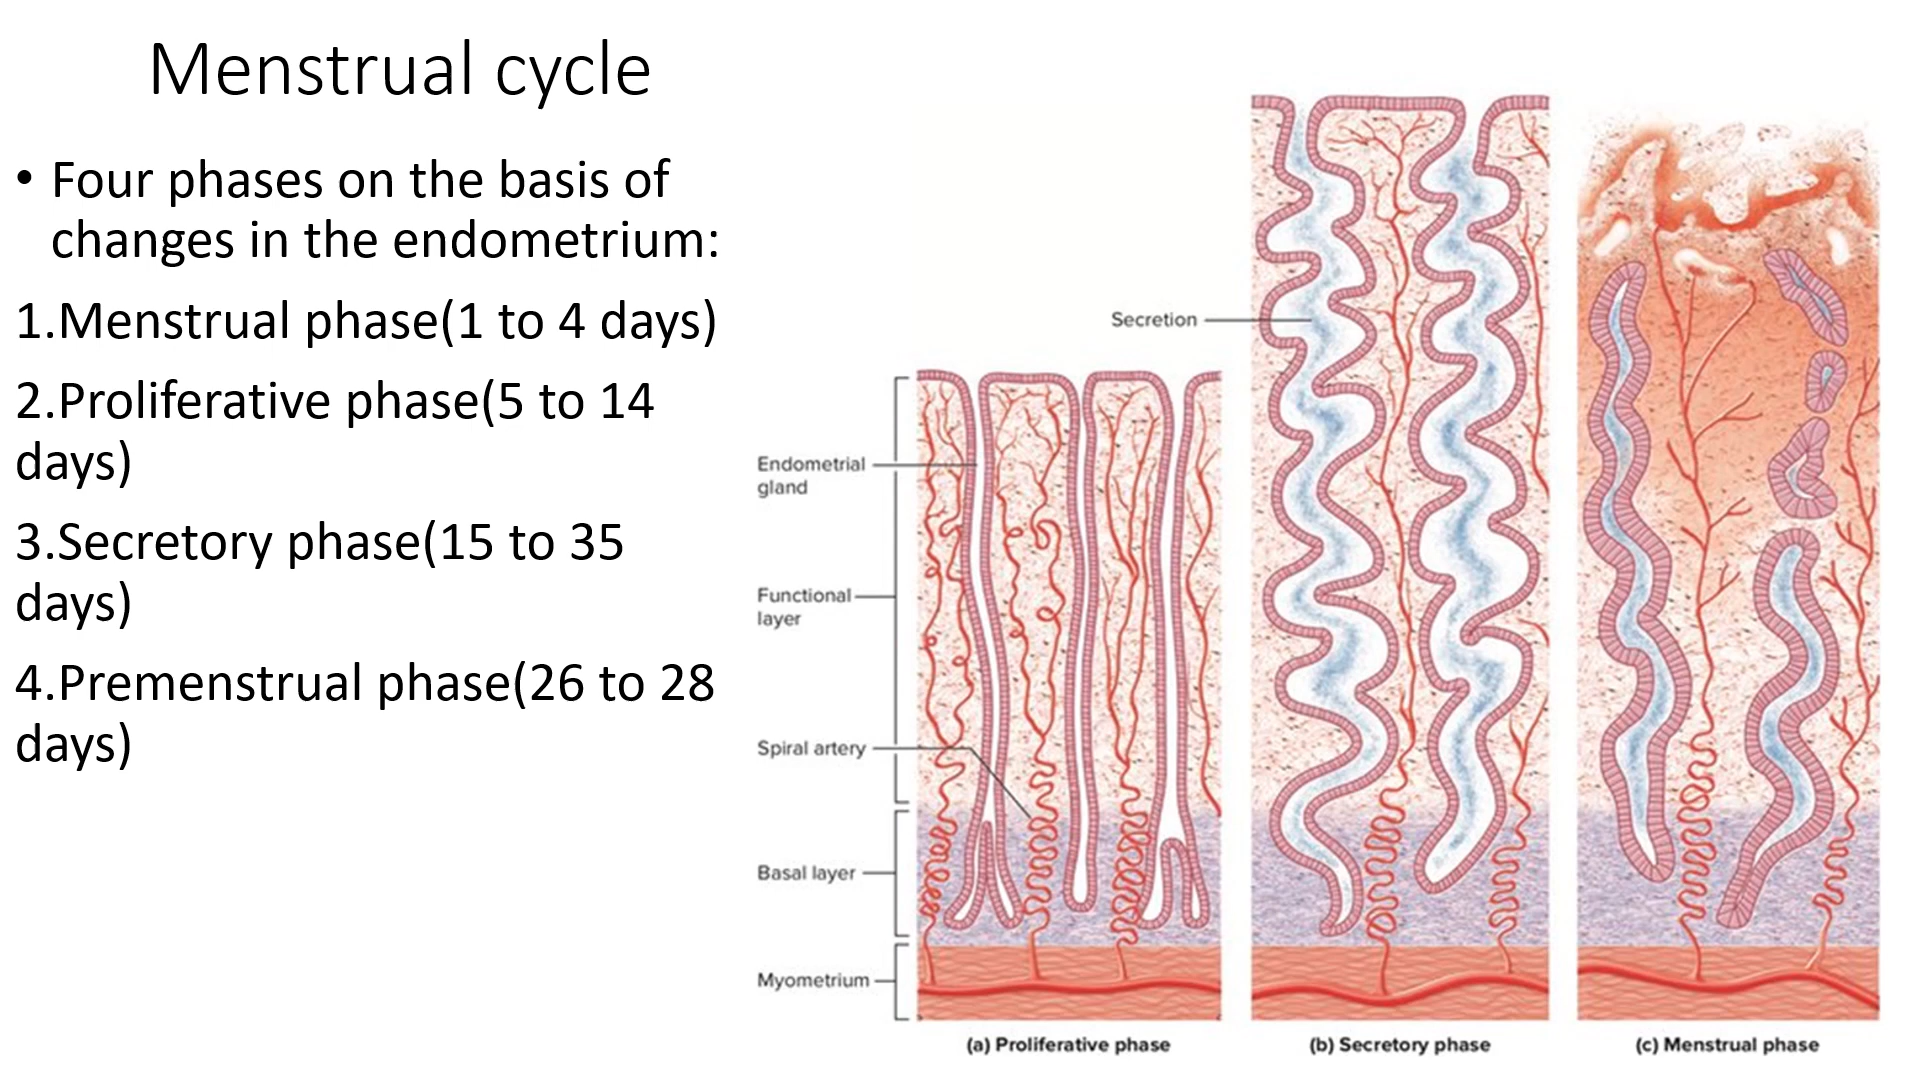 Menstrual cycle
• Four phases on the basis of
changes in the endometrium:
1.Menstrual phase(1 to 4 days)
2.Proliferative phase(5 to 14
days)
3.Secretory phase(15 to 35
days)
4.Premenstrual phase(26 to 28
days)
Secretion
Endometrial
gland
Functional
layer
Spiral artery
Basal layer
Myometrium
(a) Proliferative phase
(b) Secretory phase
(c) Menstrual phase